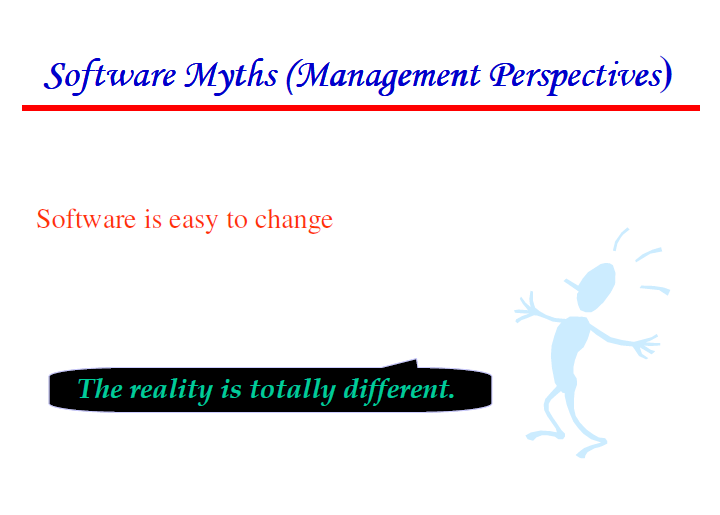 Software Myths (Management Perspectives)
Software is easy to change
The reality is totally different.